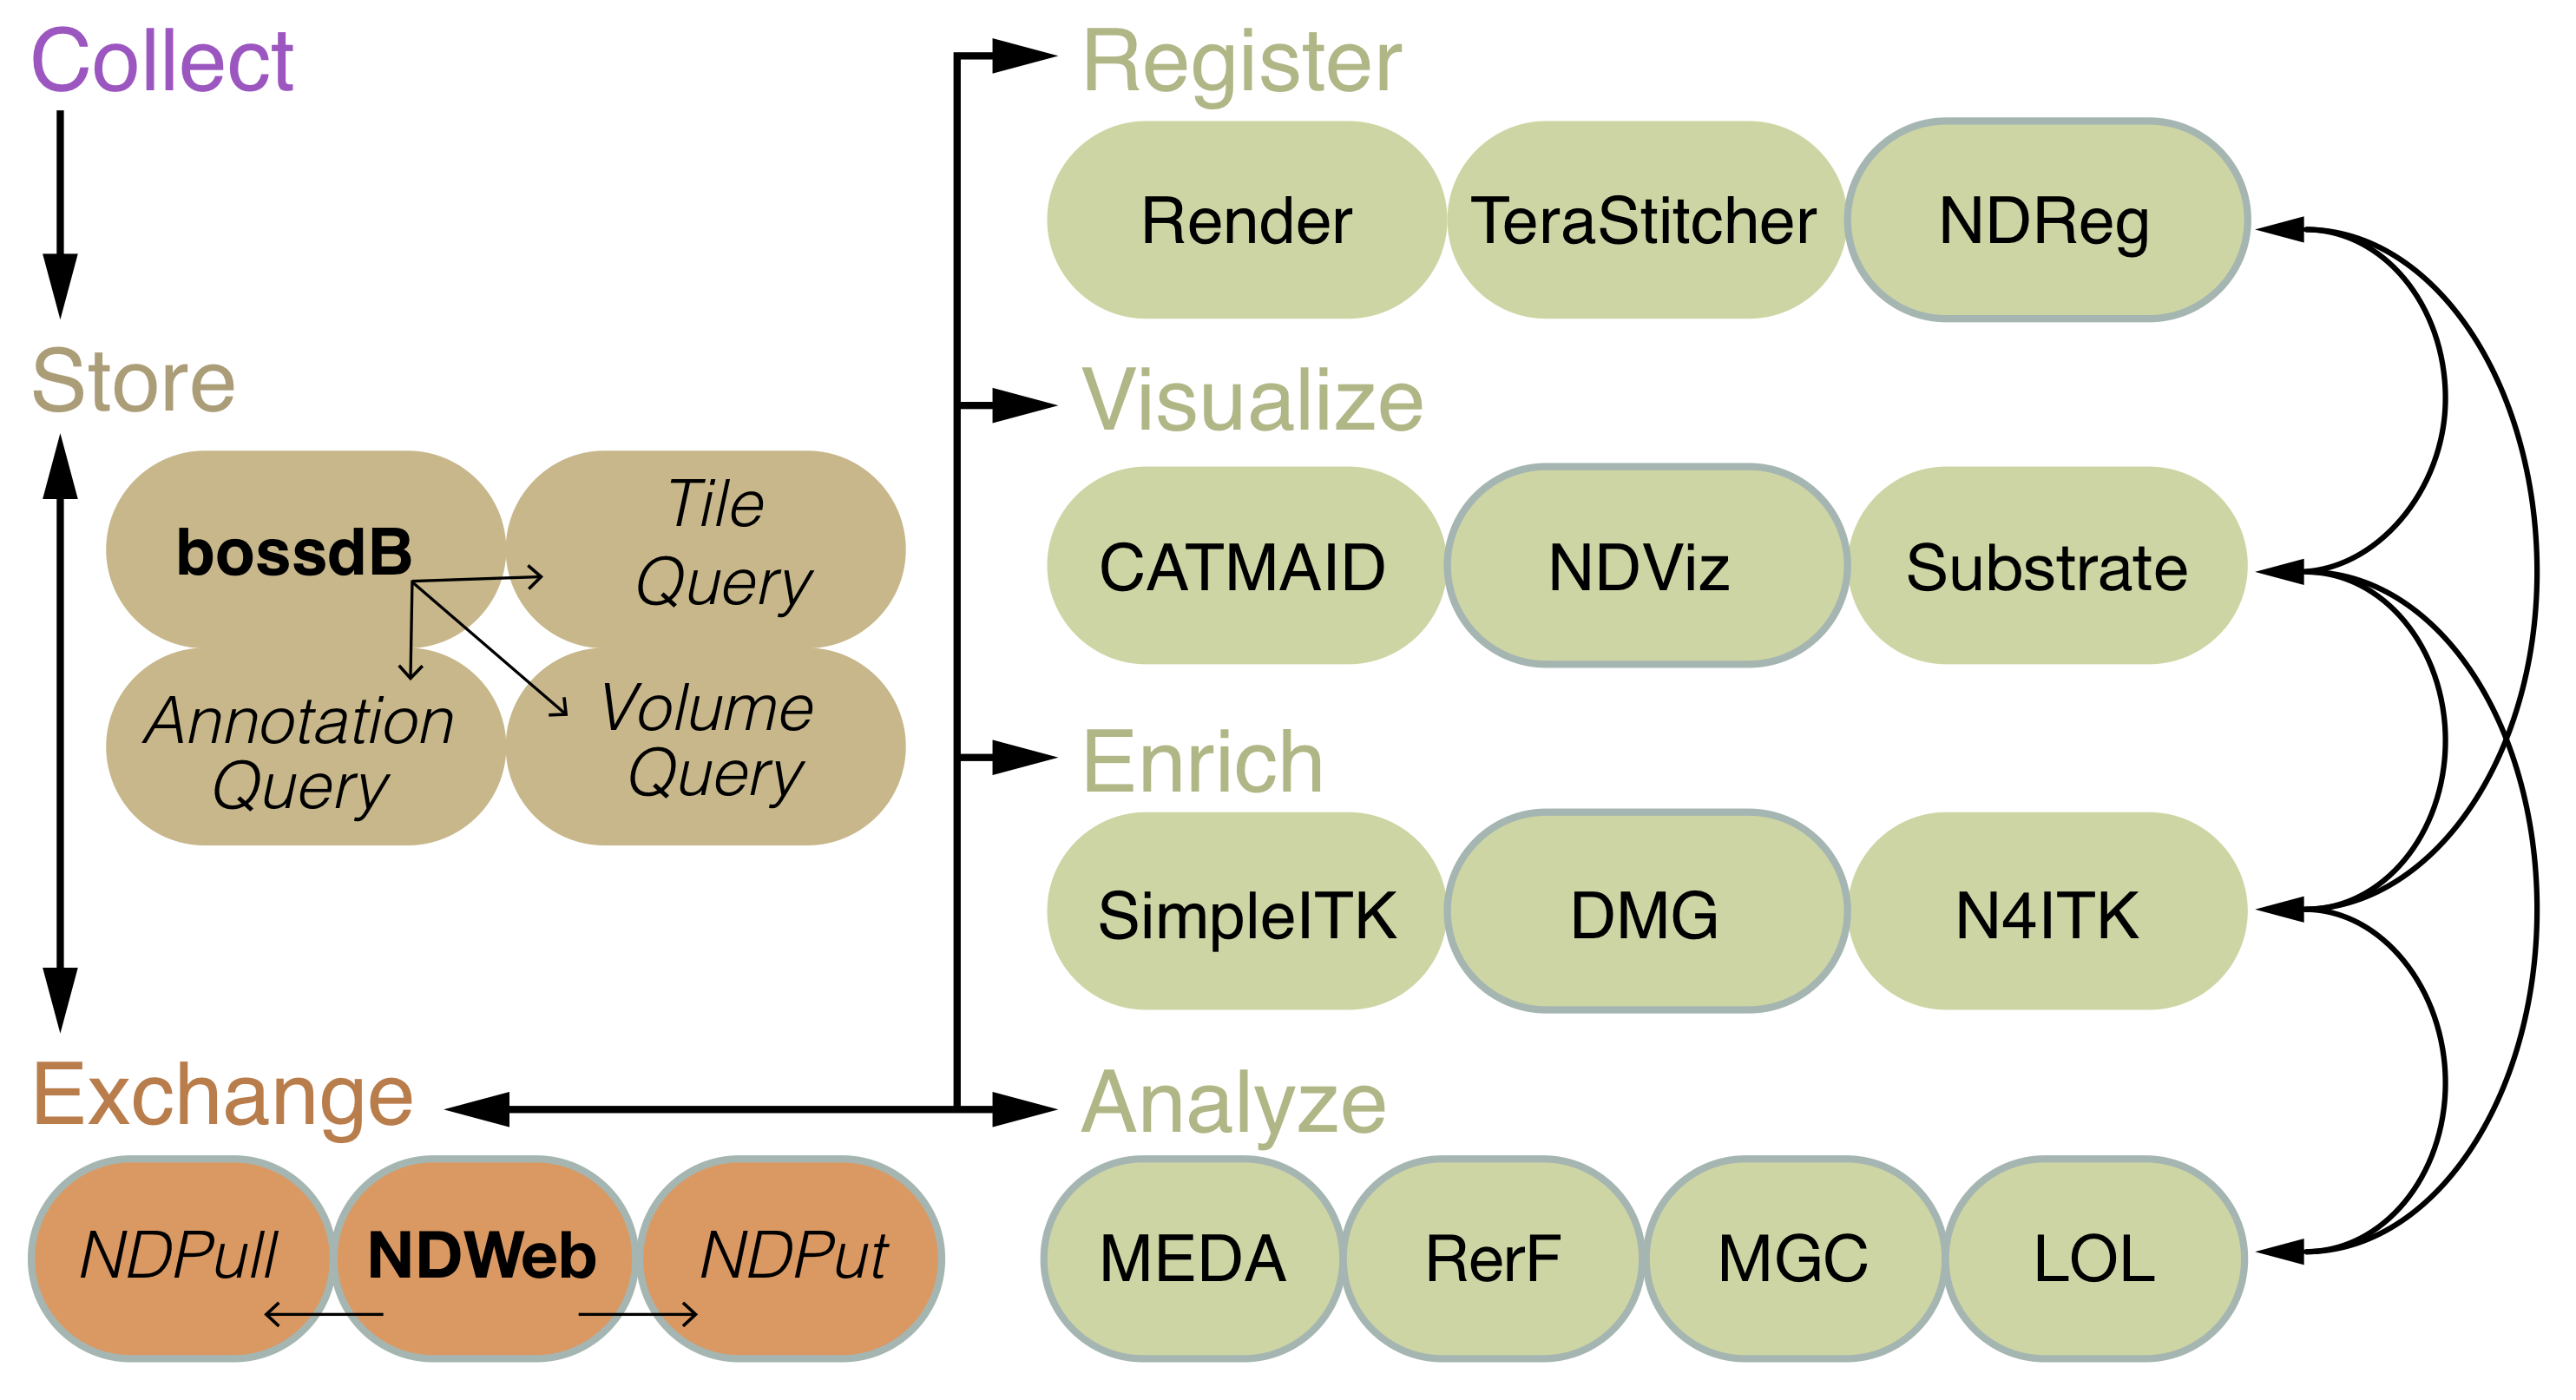 Collect
Store
bossdB
Tile
Query
Annotation
Query
Volume
Query
Exchange
NDPull NDWeb NDPut
Register
Render TeraStitcher NDReg
Visualize
CATMAID NDViz Substrate
Enrich
SimpleITK DMG N4ITK
Analyze
MEDA RerF MGC LOL